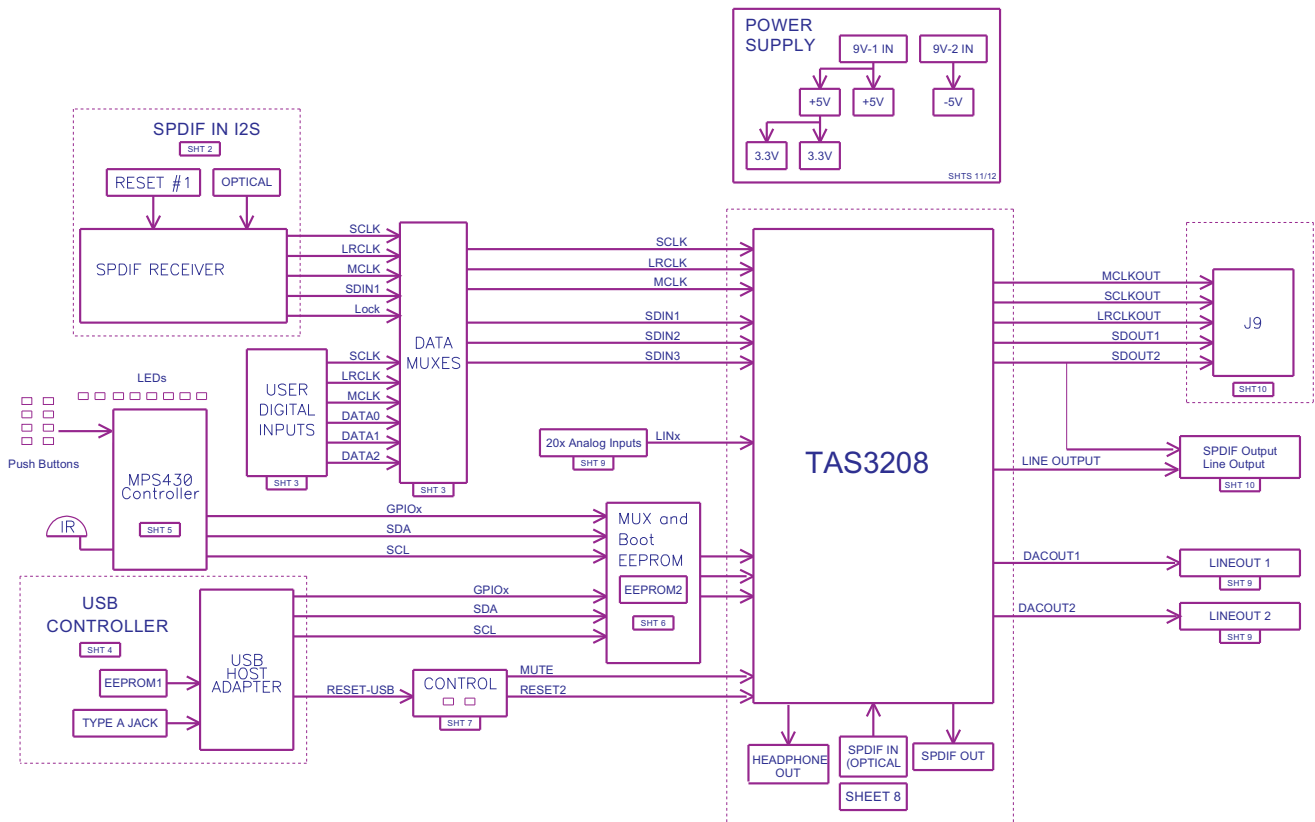 POWER
SUPPLY
9V-1 IN
9V-2 IN
+5V
+5V
-5V
3.3V
3.3V
SHTS 11/12
SPDIF IN I2S
SHT 2
RESET #1
OPTICAL
SPDIF RECEIVER
SCLK
LRCLK
MCLK
SDIN1
Lock
DATA
MUXES
SHT 3
USER
DIGITAL
INPUTS
SHT 3
SCLK
LRCLK
MCLK
DATA0
DATA1
DATA2
SCLK
LRCLK
MCLK
SDIN1
SDIN2
SDIN3
LEDs
Push Buttons
MPS430
Controller
SHT 5
IR
GPIOx
SDA
SCL
20x Analog Inputs
SHT 9
LINx
MUX and
Boot
EEPROM
EEPROM2
SHT 6
USB
CONTROLLER
SHT 4
EEPROM1
TYPE A JACK
USB
HOST
ADAPTER
GPIOx
SDA
SCL
RESET-USB
CONTROL
SHT 7
MUTE
RESET2
TAS3208
MCLKOUT
SCLKOUT
LRCLKOUT
SDOUT1
SDOUT2
J9
SHT10
LINE OUTPUT
SPDIF Output
Line Output
SHT 10
DACOUT1
LINEOUT 1
SHT 9
DACOUT2
LINEOUT 2
SHT 9
HEADPHONE
OUT
SPDIF IN
(OPTICAL
SPDIF OUT
SHEET 8